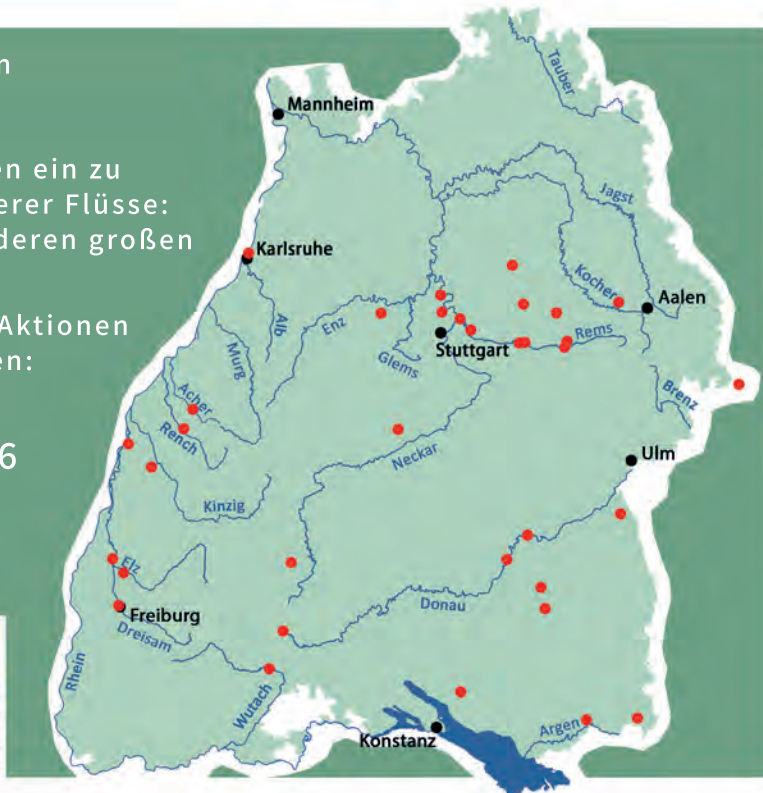 n
en ein zu
erer Flüsse:
deren großen
Aktionen
en:
6
Tauber
Mannheim
Jagst
Karlsruhe
Kocher
Aalen
Alb
Enz
Rems
Murg
Stuttgart
Glems
Acher
Brenz
Rench
Neckar
Ulm
Kinzig
Elz
Donau
Freiburg
Dreisam
Rhein
Wutach
Argen
Konstanz